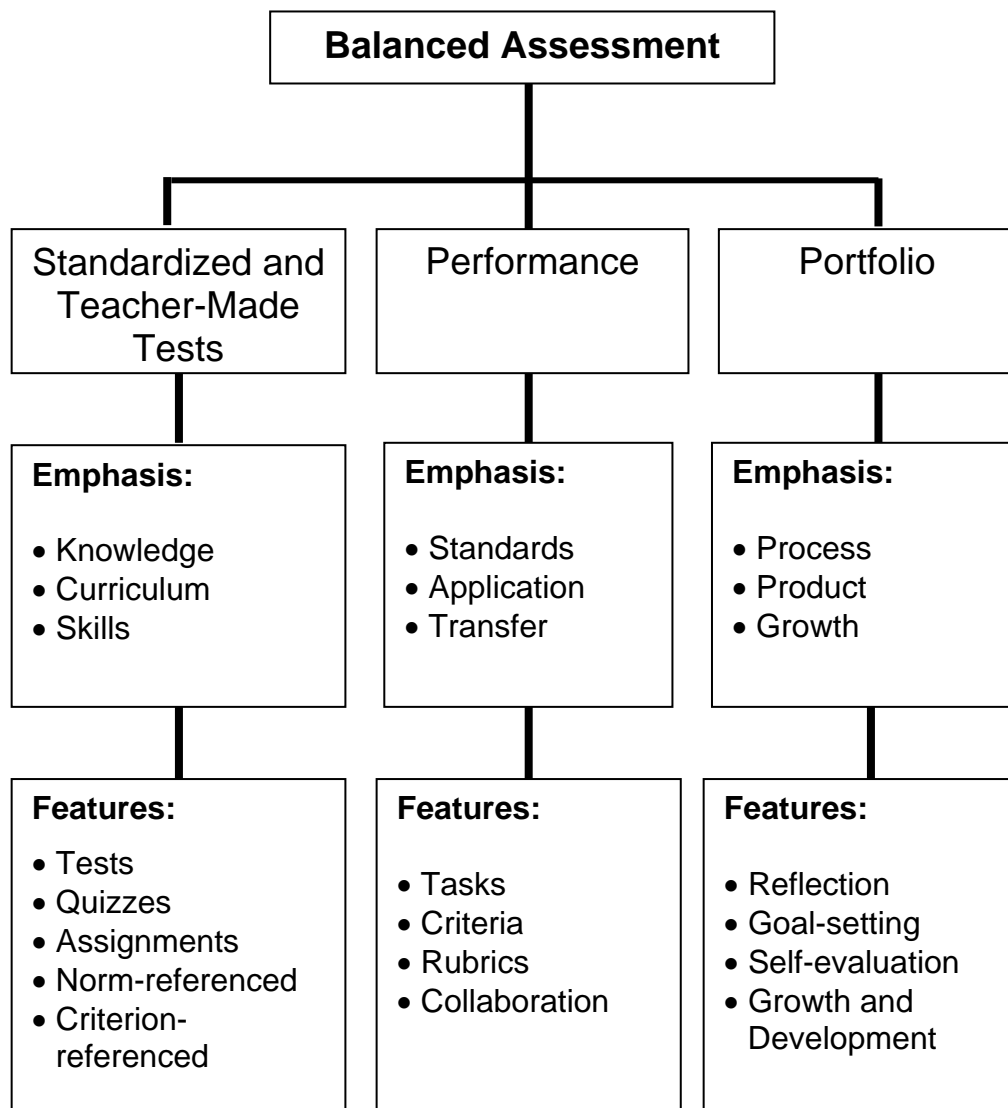 Balanced Assessment
Standardized and
Teacher-Made
Tests
Performance
Portfolio
Emphasis:
• Knowledge
• Curriculum
• Skills
Emphasis:
• Standards
• Application
• Transfer
Emphasis:
• Process
• Product
• Growth
Features:
• Tests
• Quizzes
• Assignments
• Norm-referenced
• Criterion-
referenced
Features:
• Tasks
• Criteria
• Rubrics
• Collaboration
Features:
• Reflection
• Goal-setting
• Self-evaluation
• Growth and
Development